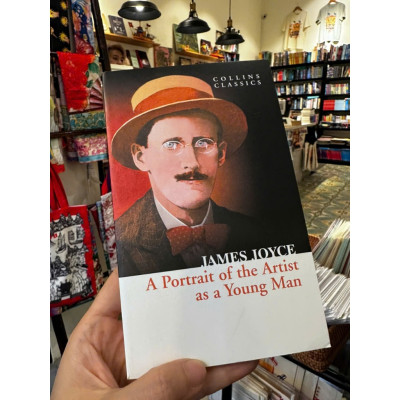 COLLINS
CLASSICS
JAMES JOYCE
A Portrait of the Artist
as a Young Man